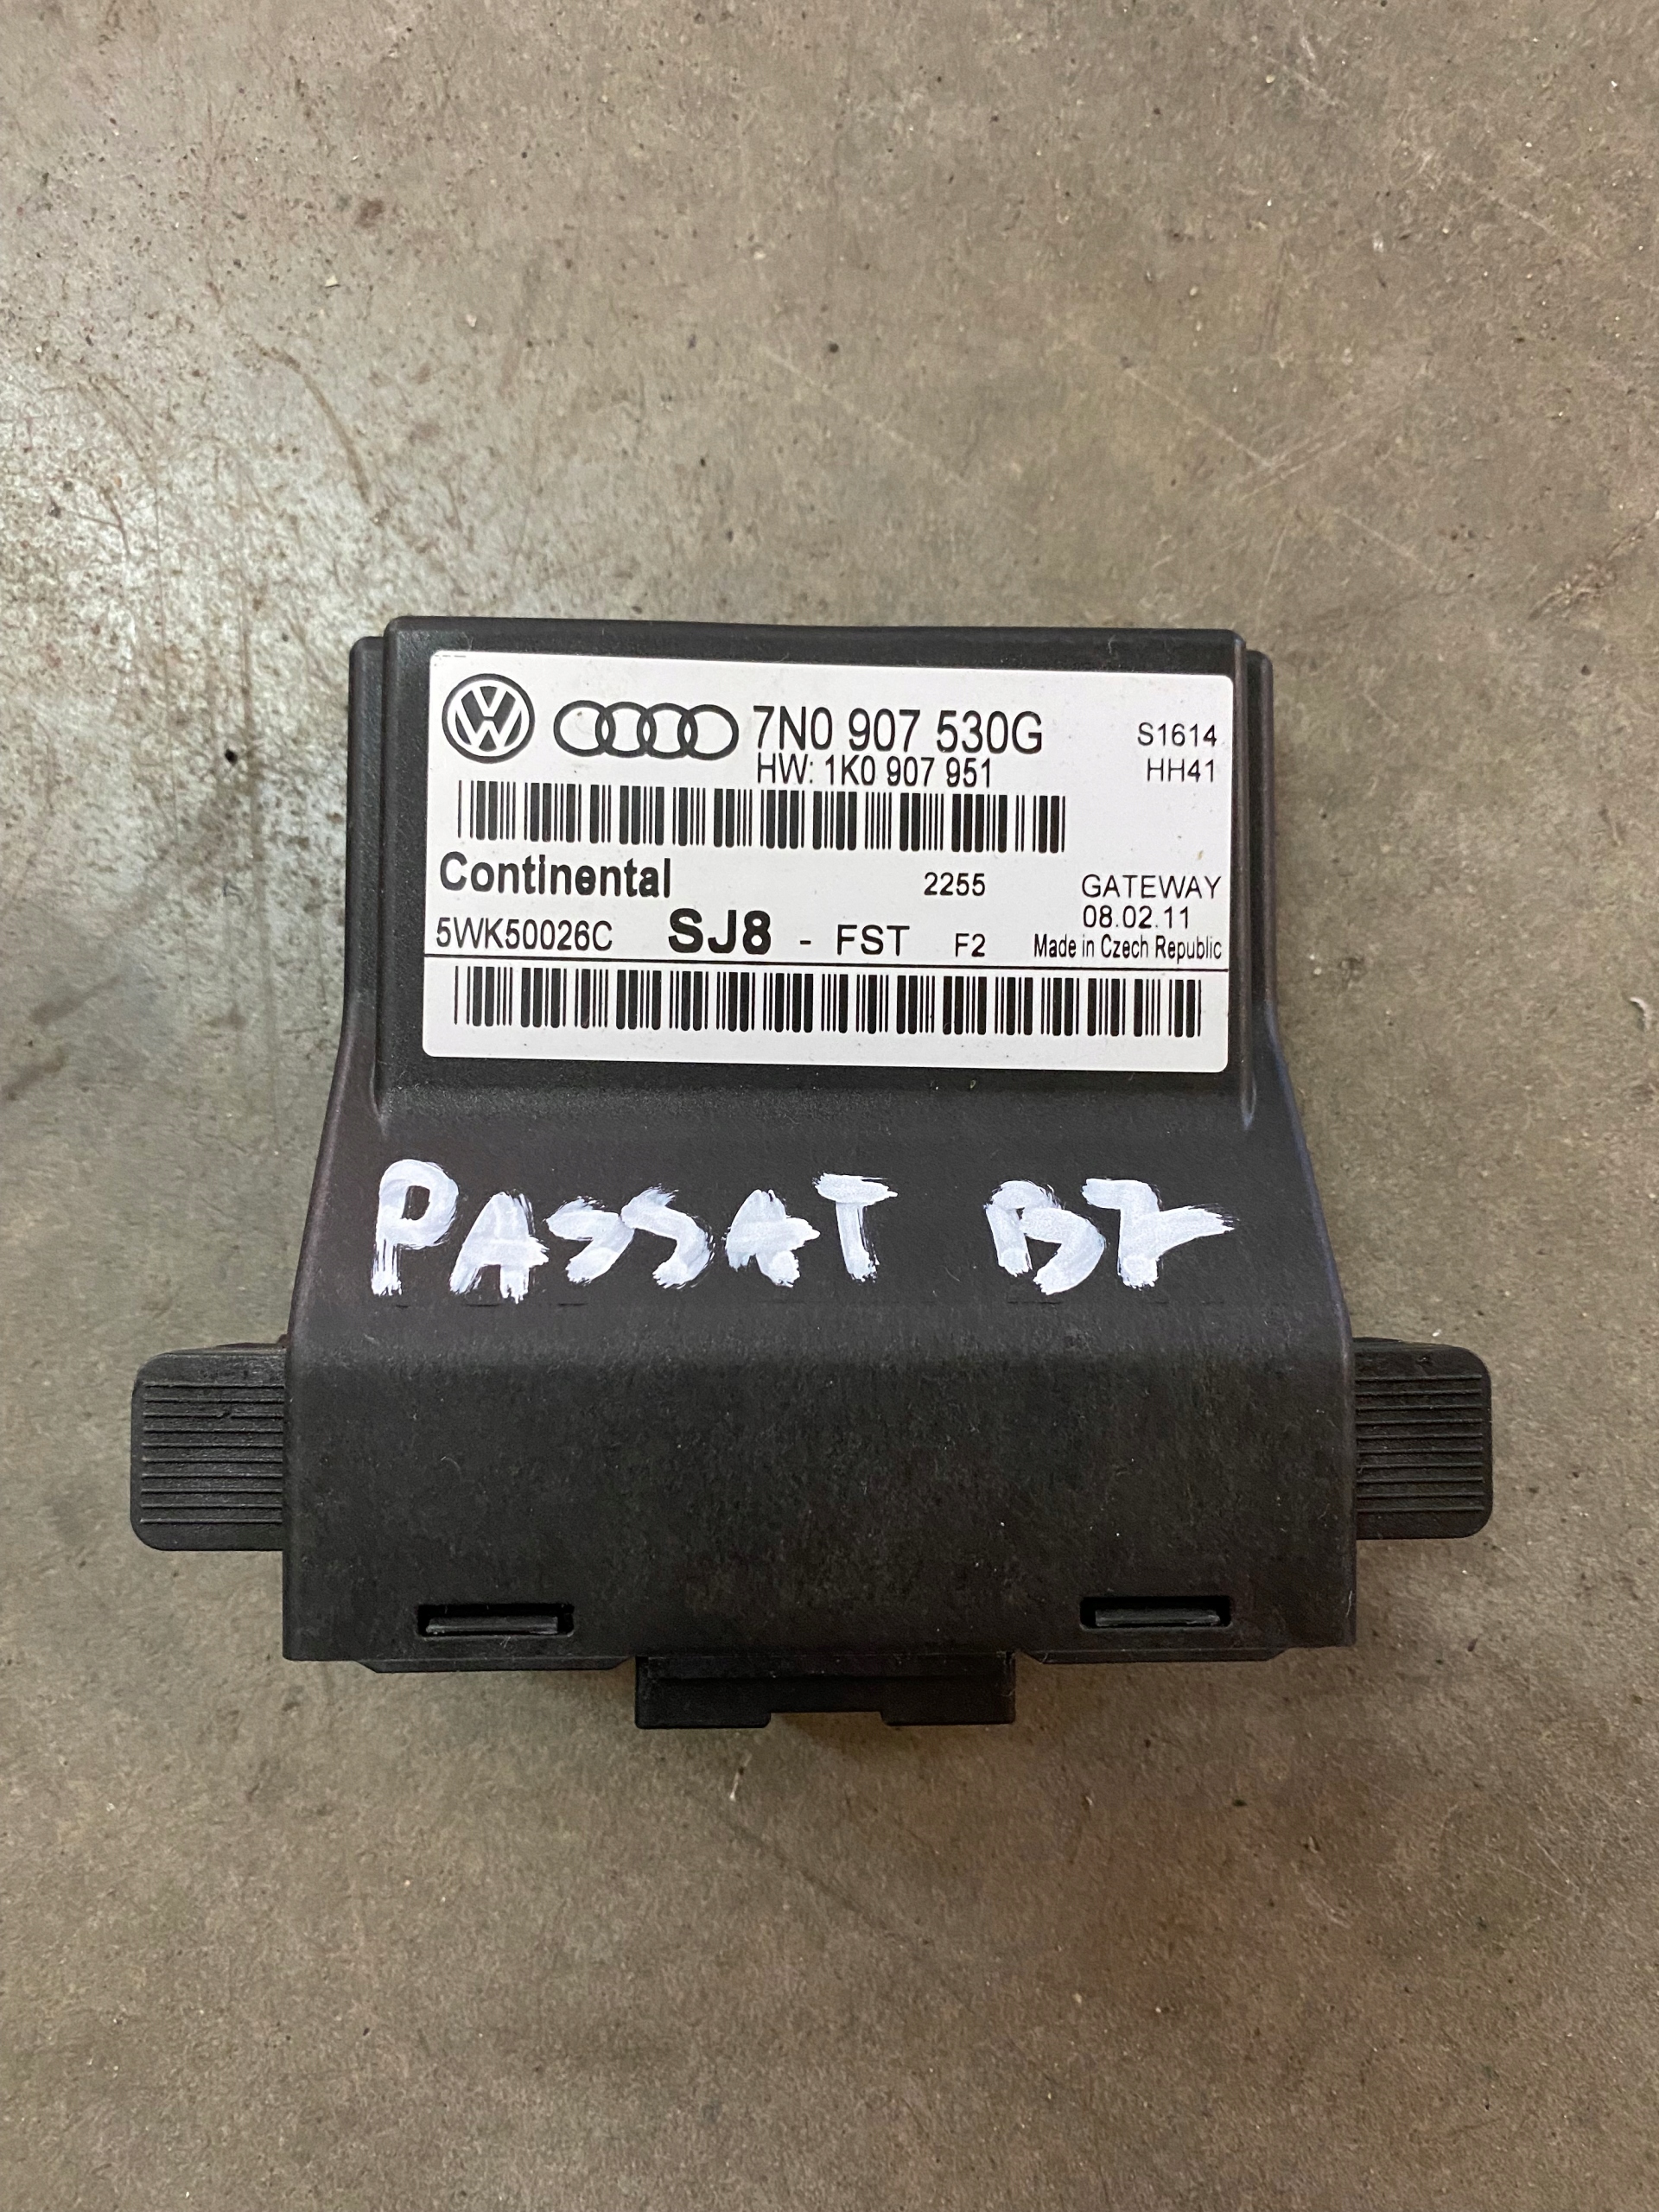 7N0 907 530G S1614
HW: 1K0 907 951 HH41
Continental 2255 GATEWAY
08.02.11
5WK50026C SJ8 - FST F2 Made in Czech Republic
PASSAT B7